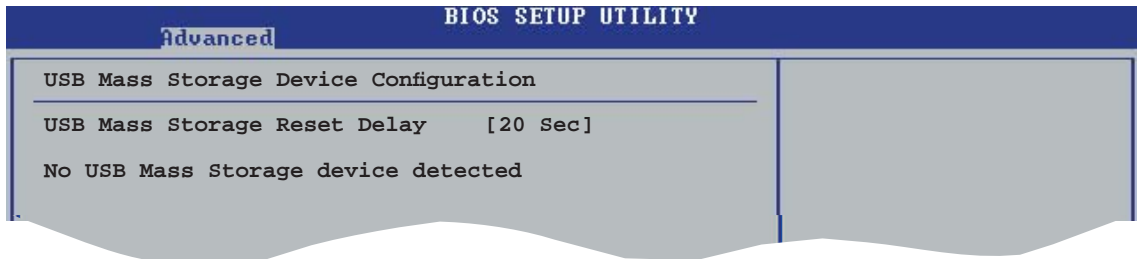 BIOS SETUP UTILITY
Advanced
USB Mass Storage Device Configuration
USB Mass Storage Reset Delay [20 Sec]
No USB Mass Storage device detected